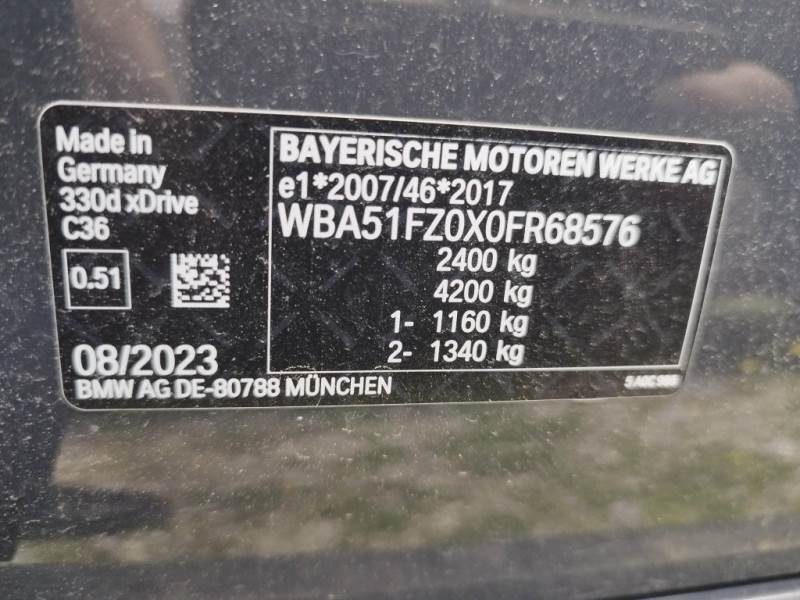 Made in
Germany
330d xDrive
C36
0.51
08/2023
BAYERISCHE MOTOREN WERKE AG
e1*2007/46*2017
WBA51FZ0X0FR68576
2400 kg
4200 kg
1- 1160 kg
2- 1340 kg
BMW AG DE-80788 MÜNCHEN